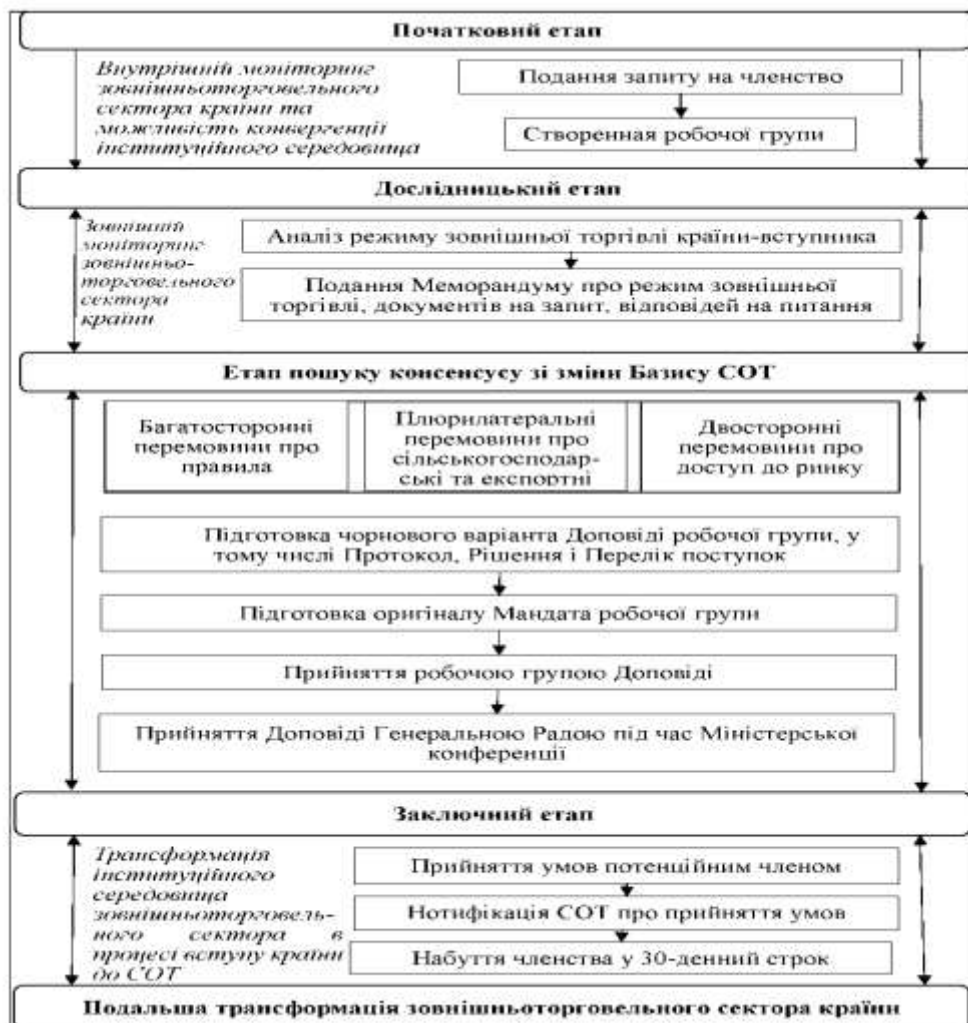 Початковий етап
Внутрішній моніторинг
зовнішньоторговельного
сектора країни та
можливість конвергенції
інституційного середовища
Подання запиту на членство
Створенная робочої групи
Дослідницький етап
Зовнішній
моніторинг
зовнішньо-
торговельного
сектора
країни
Аналіз режиму зовнішньої торгівлі країни-вступника
Подання Меморандуму про режим зовнішньої
торгівлі, документів на запит, відповідей на питання
Етап пошуку консенсусу зі зміни Базису СОТ
Багатосторонні
перемовини про
правила
Плюрилатеральні
перемовини про
сільськогосподар-
ські та експортні
Двосторонні
перемовини про
доступ до ринку
Підготовка чорнового варіанта Доповіді робочої групи, у
тому числі Протокол, Рішення і Перелік поступок
Підготовка оригіналу Мандата робочої групи
Прийняття робочою групою Доповіді
Прийняття Доповіді Генеральною Радою під час Міністерської
конференції
Заключний етап
Трансформація
інституційного
середовища
зовнішньоторговель-
ного сектора в
процесі вступу країни
до СОТ
Прийняття умов потенційним членом
Нотифікація СОТ про прийняття умов
Набуття членства у 30-денний строк
Подальша трансформація зовнішньоторговельного сектора країни